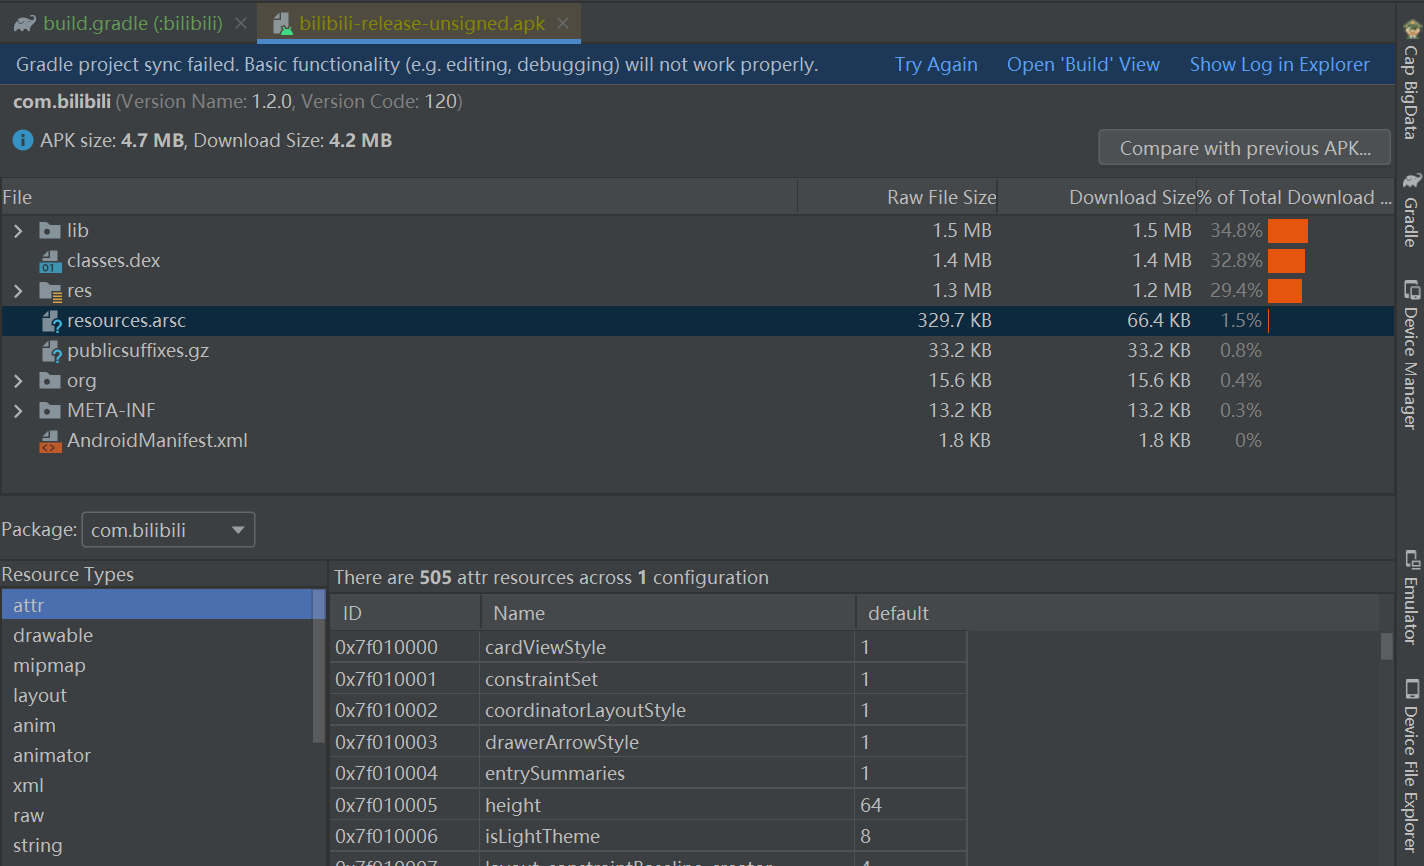 build.gradle (:bilibili) bilibili-release-unsigned.apk
Gradle project sync failed. Basic functionality (e.g. editing, debugging) will not work properly. Try Again Open 'Build' View Show Log in Explorer
com.bilibili (Version Name: 1.2.0, Version Code: 120)
APK size: 4.7 MB, Download Size: 4.2 MB
Compare with previous APK...
File Raw File Size Download Size % of Total Download ...
lib 1.5 MB 1.5 MB 34.8%
classes.dex 1.4 MB 1.4 MB 32.8%
res 1.3 MB 1.2 MB 29.4%
resources.arsc 329.7 KB 66.4 KB 1.5%
publicsuffixes.gz 33.2 KB 33.2 KB 0.8%
org 15.6 KB 15.6 KB 0.4%
META-INF 13.2 KB 13.2 KB 0.3%
AndroidManifest.xml 1.8 KB 1.8 KB 0%
Package: com.bilibili
Resource Types
attr
drawable
mipmap
layout
anim
animator
xml
raw
string
There are 505 attr resources across 1 configuration
ID Name default
0x7f010000 cardViewStyle 1
0x7f010001 constraintSet 1
0x7f010002 coordinatorLayoutStyle 1
0x7f010003 drawerArrowStyle 1
0x7f010004 entrySummaries 1
0x7f010005 height 64
0x7f010006 isLightTheme 8
Cap BigData
Gradle
Device Manager
Emulator
Device File Explorer